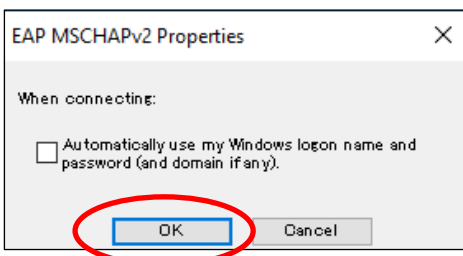 EAP MSCHAPv2 Properties
When connecting:
Automatically use my Windows logon name and
password (and domain if any).
OK Cancel